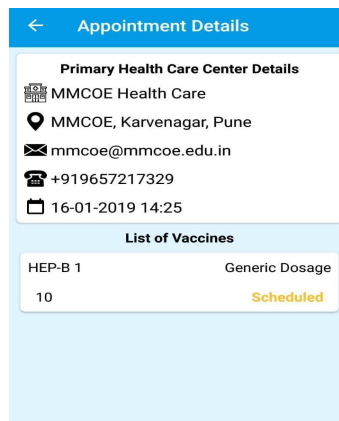 Appointment Details
Primary Health Care Center Details
MMCOE Health Care
MMCOE, Karvenagar, Pune
mmcoe@mmcoe.edu.in
+919657217329
16-01-2019 14:25
List of Vaccines
HEP-B 1 Generic Dosage
10 Scheduled